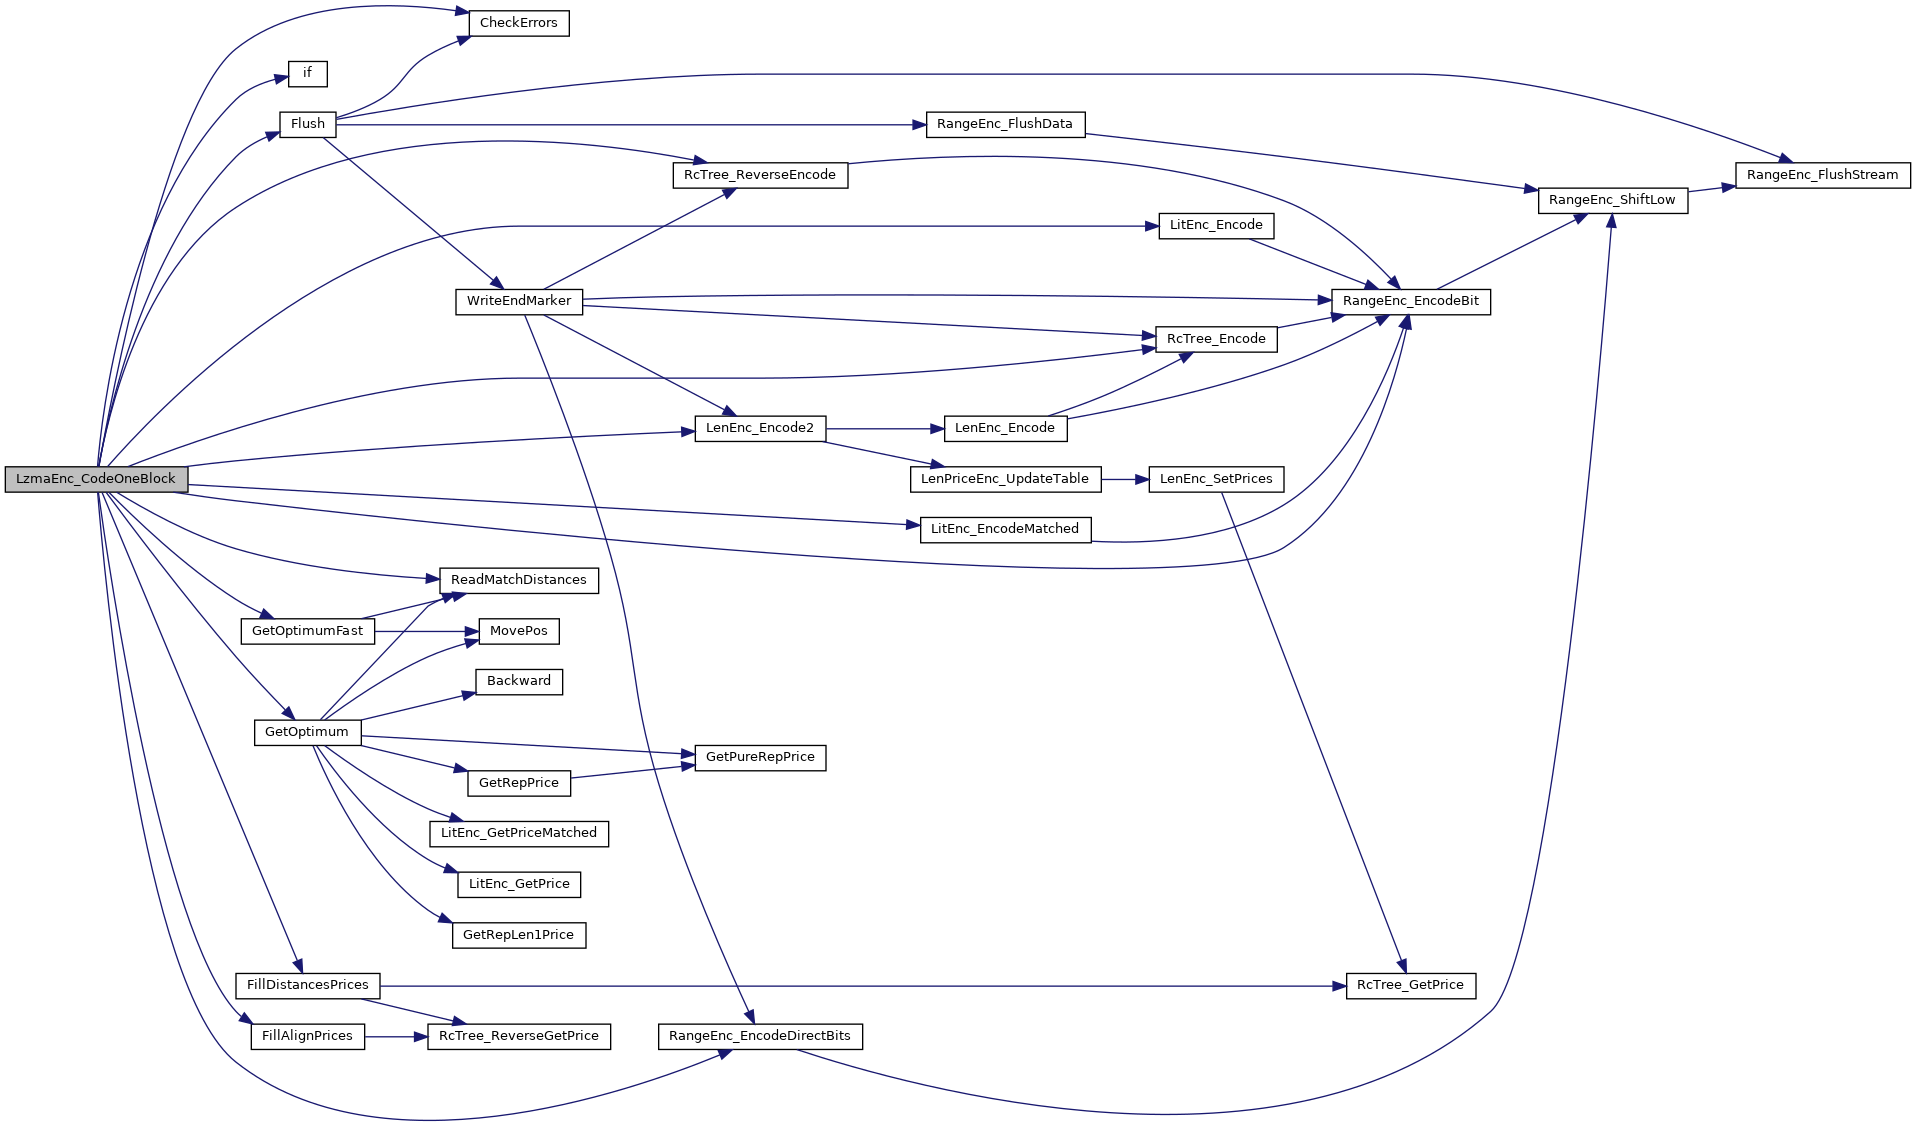 CheckErrors
if
Flush
RangeEnc_FlushData
RcTree_ReverseEncode
RangeEnc_FlushStream
RangeEnc_ShiftLow
LitEnc_Encode
WriteEndMarker
RangeEnc_EncodeBit
RcTree_Encode
LenEnc_Encode2
LenEnc_Encode
LzmaEnc_CodeOneBlock
LenPriceEnc_UpdateTable
LenEnc_SetPrices
LitEnc_EncodeMatched
ReadMatchDistances
GetOptimumFast
MovePos
Backward
GetOptimum
GetPureRepPrice
GetRepPrice
LitEnc_GetPriceMatched
LitEnc_GetPrice
GetRepLen1Price
FillDistancesPrices
RcTree_GetPrice
FillAlignPrices
RcTree_ReverseGetPrice
RangeEnc_EncodeDirectBits